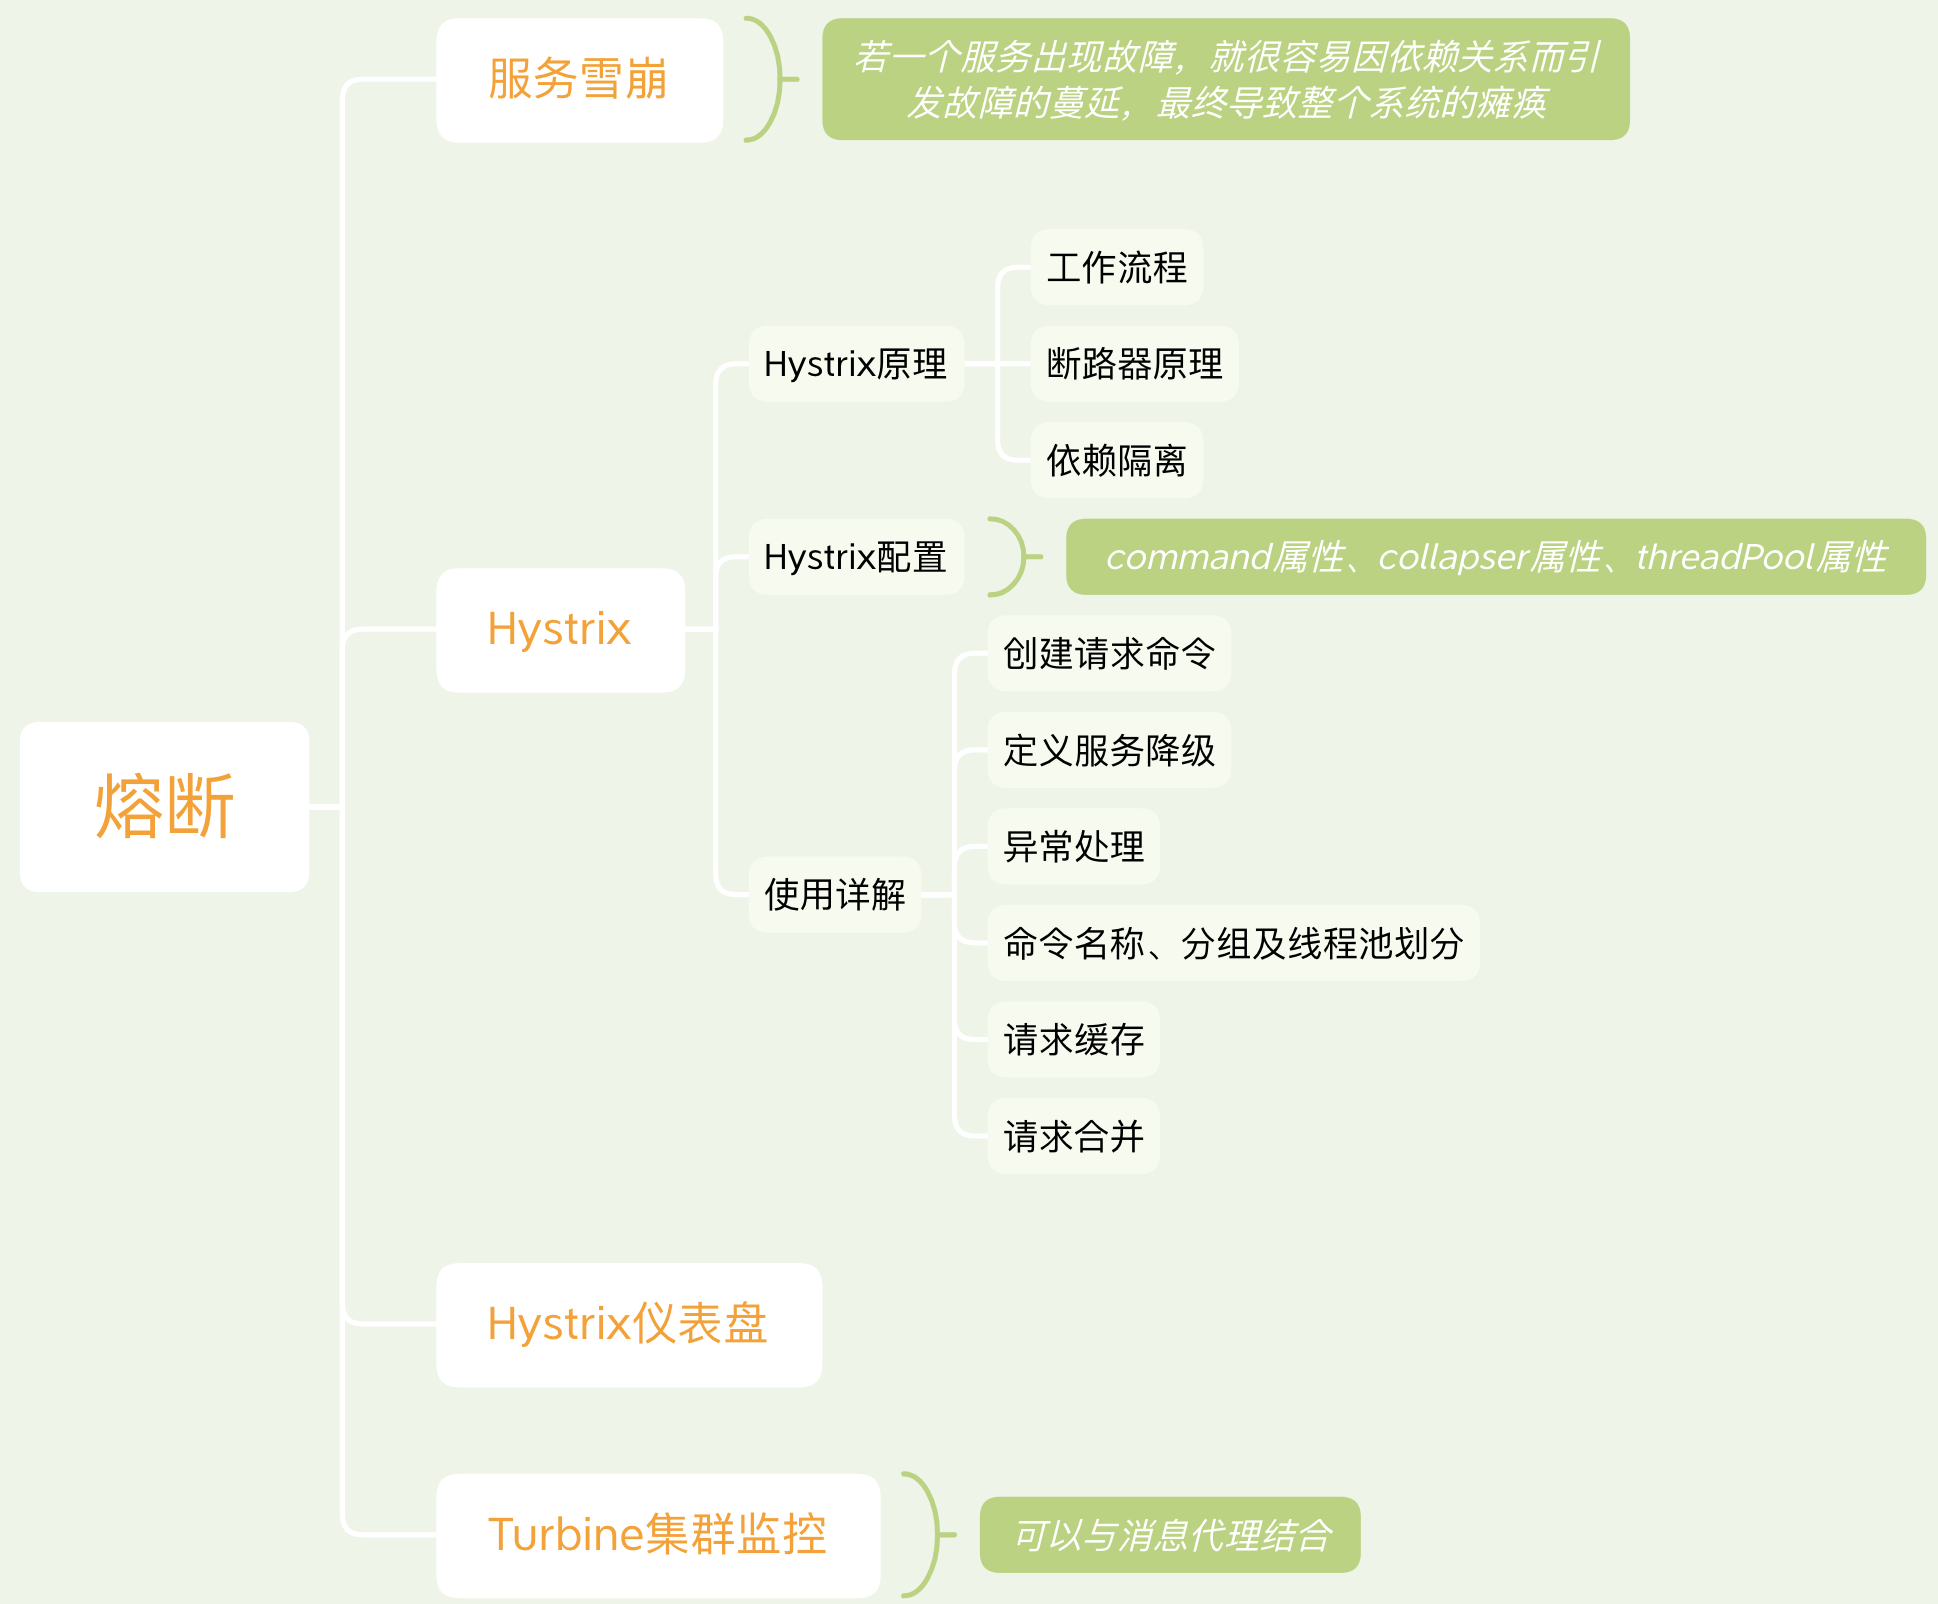 服务雪崩
若一个服务出现故障，就很容易因依赖关系而引
发故障的蔓延，最终导致整个系统的瘫痪
工作流程
Hystrix原理
断路器原理
依赖隔离
Hystrix配置
command属性、collapser属性、threadPool属性
Hystrix
创建请求命令
定义服务降级
熔断
异常处理
使用详解
命令名称、分组及线程池划分
请求缓存
请求合并
Hystrix仪表盘
Turbine集群监控
可以与消息代理结合